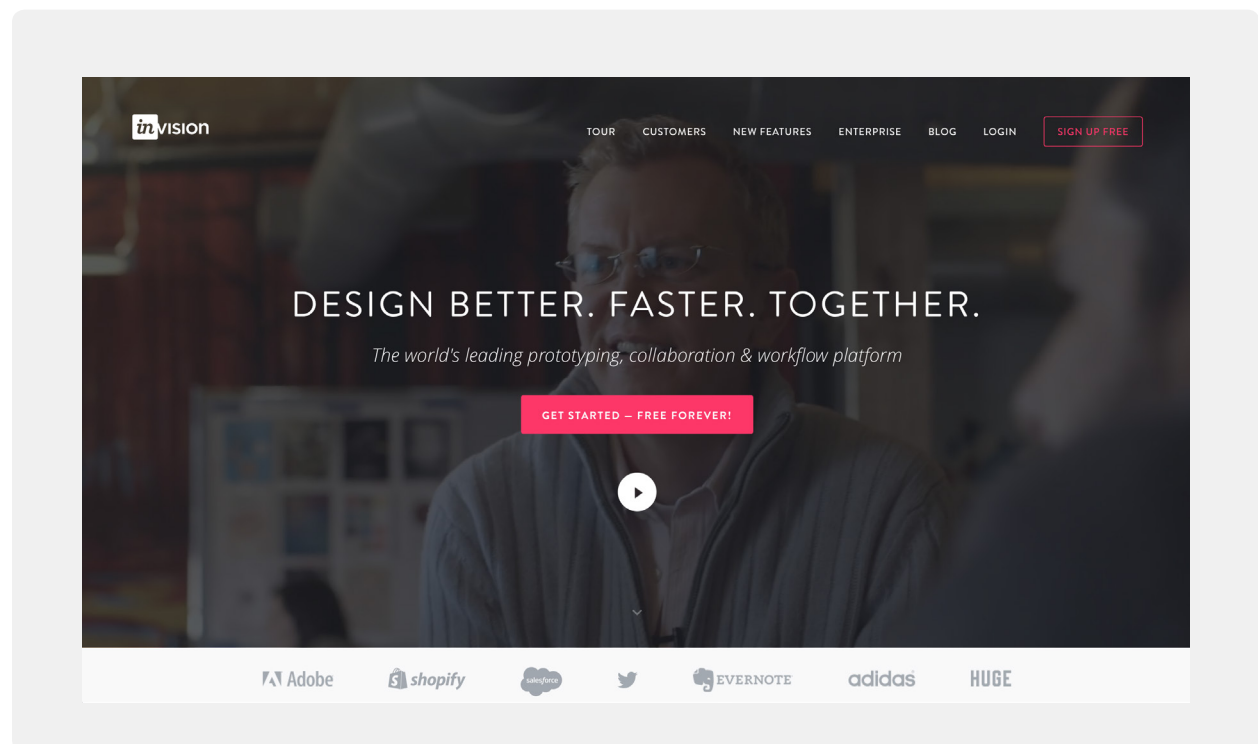 invision
TOUR CUSTOMERS NEW FEATURES ENTERPRISE BLOG LOGIN SIGN UP FREE
DESIGN BETTER. FASTER. TOGETHER.
The world's leading prototyping, collaboration & workflow platform
GET STARTED — FREE FOREVER!
Adobe shopify salesforce EVERNOTE adidas HUGE